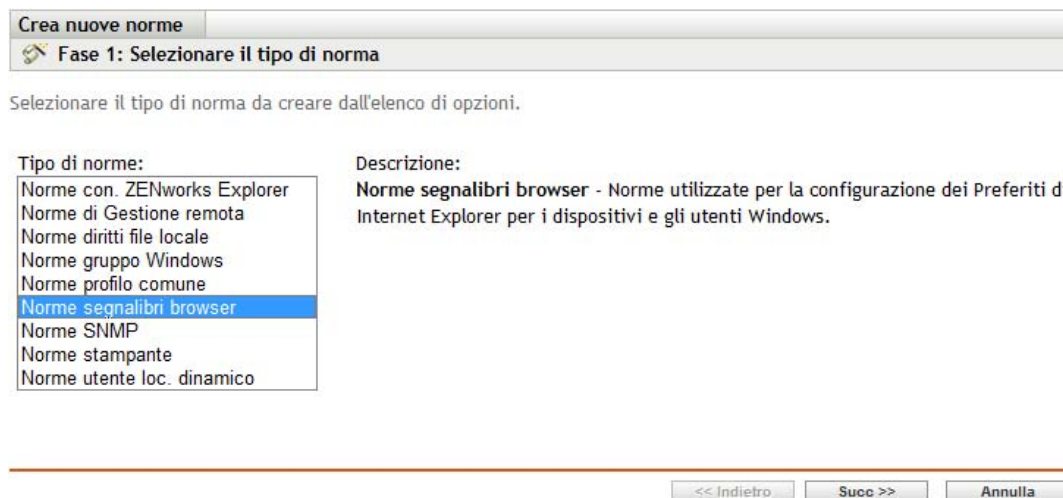 Crea nuove norme
Fase 1: Selezionare il tipo di norma
Selezionare il tipo di norma da creare dall'elenco di opzioni.
Tipo di norme:
Norme con. ZENworks Explorer
Norme di Gestione remota
Norme diritti file locale
Norme gruppo Windows
Norme profilo comune
Norme segnalibri browser
Norme SNMP
Norme stampante
Norme utente loc. dinamico
Descrizione:
Norme segnalibri browser - Norme utilizzate per la configurazione dei Preferiti d
Internet Explorer per i dispositivi e gli utenti Windows.
<< Indietro
Succ >>
Annulla